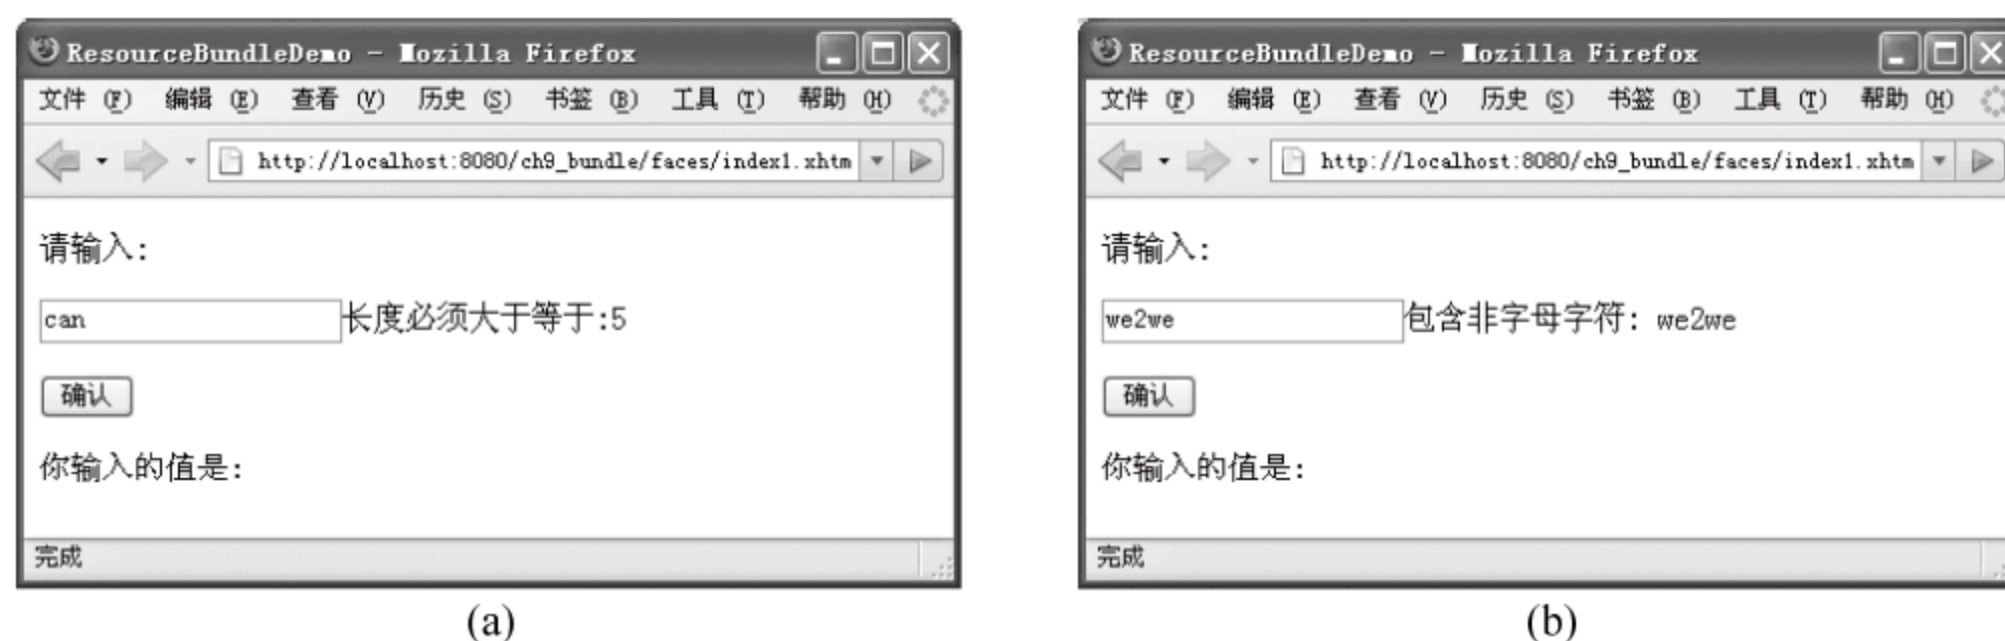 ResourceBundleDemo - Mozilla Firefox
文件 (F) 编辑 (E) 查看 (V) 历史 (S) 书签 (B) 工具 (T) 帮助 (H)
http://localhost:8080/ch9_bundle/faces/index1.xhtm
请输入:
can 长度必须大于等于:5
确认
你输入的值是:
完成
(a)
ResourceBundleDemo - Mozilla Firefox
文件 (F) 编辑 (E) 查看 (V) 历史 (S) 书签 (B) 工具 (T) 帮助 (H)
http://localhost:8080/ch9_bundle/faces/index1.xhtm
请输入:
we2we 包含非字母字符: we2we
确认
你输入的值是:
完成
(b)